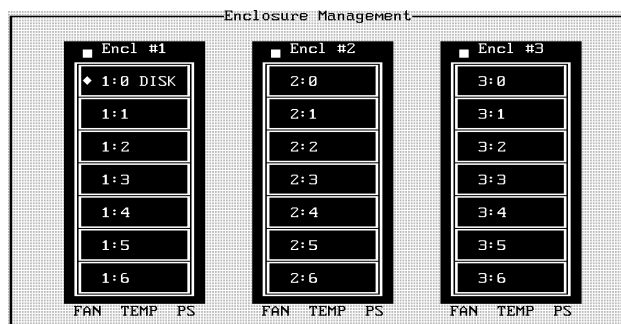 Enclosure Management
Encl #1
1:0 DISK
1:1
1:2
1:3
1:4
1:5
1:6
FAN TEMP PS
Encl #2
2:0
2:1
2:2
2:3
2:4
2:5
2:6
FAN TEMP PS
Encl #3
3:0
3:1
3:2
3:3
3:4
3:5
3:6
FAN TEMP PS